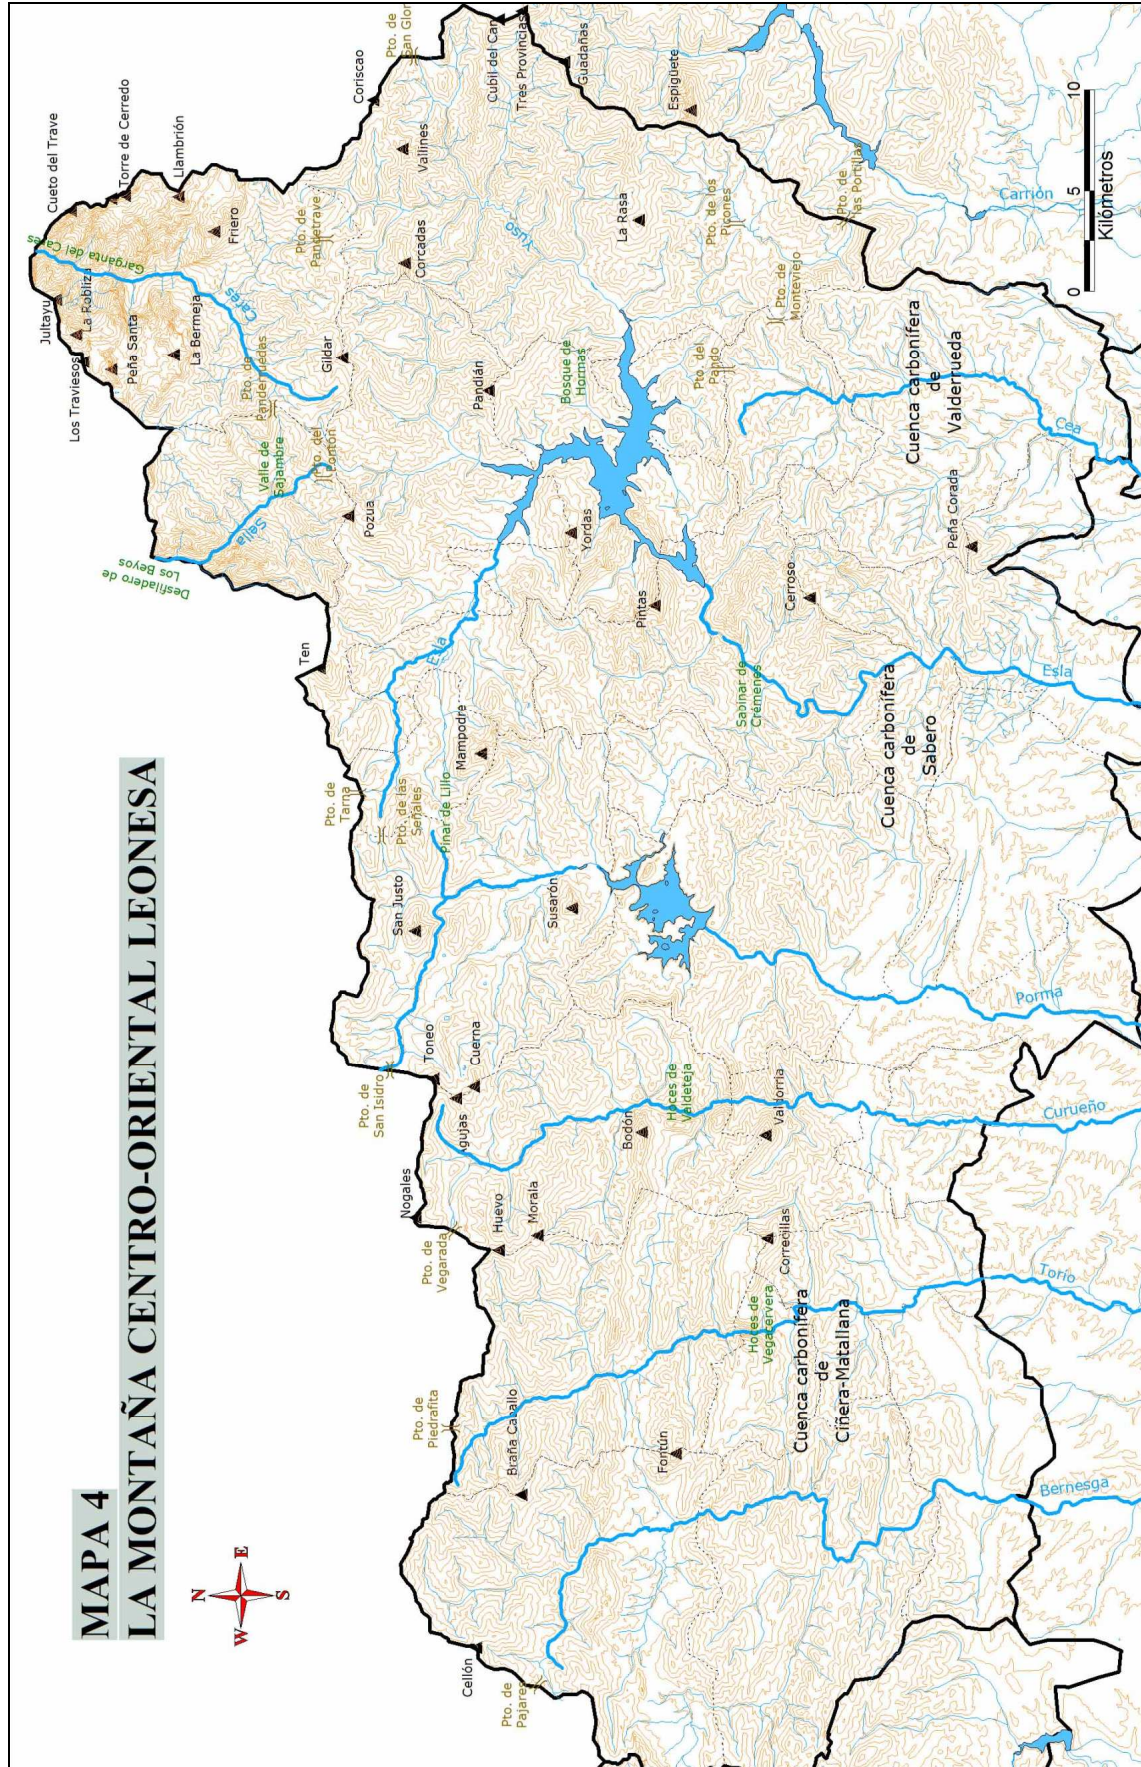 MAPA 4
LA MONTAÑA CENTRO-ORIENTAL LEONESA
N
W
E
S
Cellón
Pto. de
Pajares
Braña Caballo
Pto. de
Piedrafita
Fontún
Nogales
Pto. de
Vegarada
Huevo
Morala
Agujas
Toneo
Cuerna
Pto. de
San Isidro
Bodón
Hoces de
Valdeteja
Valdorria
Correcillas
Hoces de
Vegacervera
Cuenca carbonífera
de
Ciñera-Matallana
Bernesga
Torío
Curueño
Porma
San Justo
Susarón
Pinar de Lillo
Pto. de las
Señales
Pto. de
Tarna
Mampodre
Ten
Esla
Cuenca carbonífera
de
Sabero
Sabinar de
Crémenes
Esla
Pintas
Yordas
Cerroso
Peña Corada
Desfiladero de
Los Beyos
Sella
Valle de
Sajambre
Pto. del
Pontón
Pozua
Pto. de
Panderruedas
Los Traviesos
Jultayu
La Robliza
Peña Santa
La Bermeja
Cares
Garganta del Cares
Gildar
Pandián
Bosque de
Hormas
Cueto del Trave
Torre de Cerredo
Llambrión
Friero
Pto. de
Pandetrave
Corcadas
Coriscao
Vallines
Pto. de
San Glor
Cubil del Can
Tres Provincias
Guadañas
Espigüete
Yuso
La Rasa
Pto. de los
Picones
Pto. de
las Portillas
Pto. de
Monteviejo
Pto. del
Pando
Cuenca carbonífera
de
Valderrueda
Cea
Carrión
0 5 10
Kilómetros